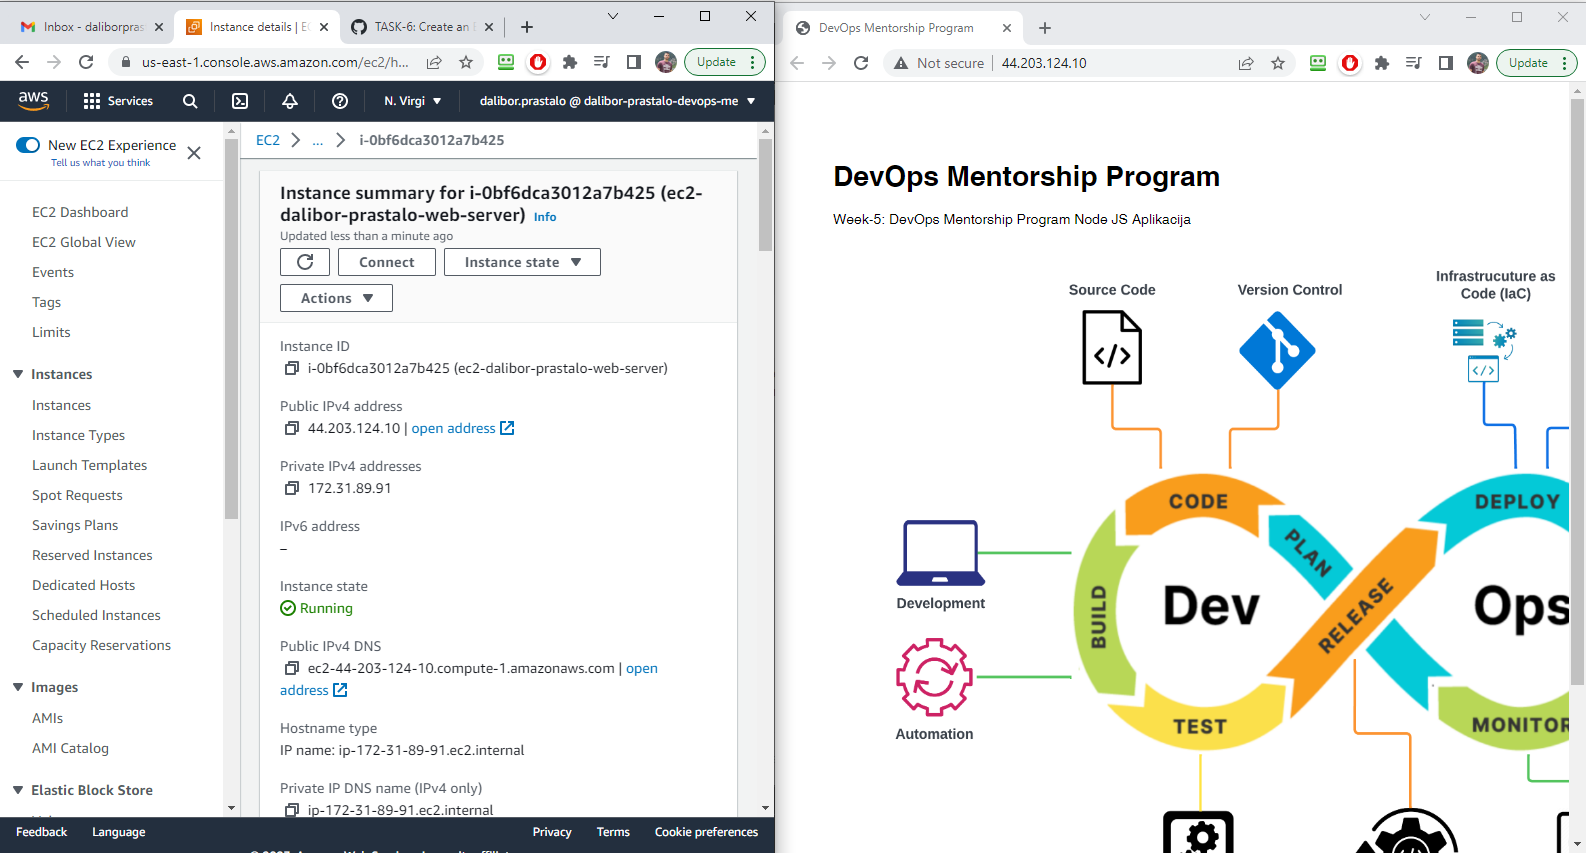 Inbox - daliborpras
Instance details | EC
TASK-6: Create an
us-east-1.console.aws.amazon.com/ec2/h...
Update
aws
Services
N. Virgi
dalibor.prastalo @ dalibor-prastalo-devops-me
New EC2 Experience
Tell us what you think
EC2 Dashboard
EC2 Global View
Events
Tags
Limits
Instances
Instances
Instance Types
Launch Templates
Spot Requests
Savings Plans
Reserved Instances
Dedicated Hosts
Scheduled Instances
Capacity Reservations
Images
AMIs
AMI Catalog
Elastic Block Store
EC2
...
i-0bf6dca3012a7b425
Instance summary for i-0bf6dca3012a7b425 (ec2-
dalibor-prastalo-web-server) Info
Updated less than a minute ago
Connect
Instance state
Actions
Instance ID
i-0bf6dca3012a7b425 (ec2-dalibor-prastalo-web-server)
Public IPv4 address
44.203.124.10 | open address
Private IPv4 addresses
172.31.89.91
IPv6 address
–
Instance state
Running
Public IPv4 DNS
ec2-44-203-124-10.compute-1.amazonaws.com | open
address
Hostname type
IP name: ip-172-31-89-91.ec2.internal
Private IP DNS name (IPv4 only)
ip-172-31-89-91.ec2.internal
Feedback
Language
Privacy
Terms
Cookie preferences
DevOps Mentorship Program
Not secure
44.203.124.10
Update
DevOps Mentorship Program
Week-5: DevOps Mentorship Program Node JS Aplikacija
Source Code
Version Control
Infrastrucuture as
Code (IaC)
Development
Automation
CODE
PLAN
BUILD
Dev
RELEASE
TEST
DEPLOY
Ops
MONITOR